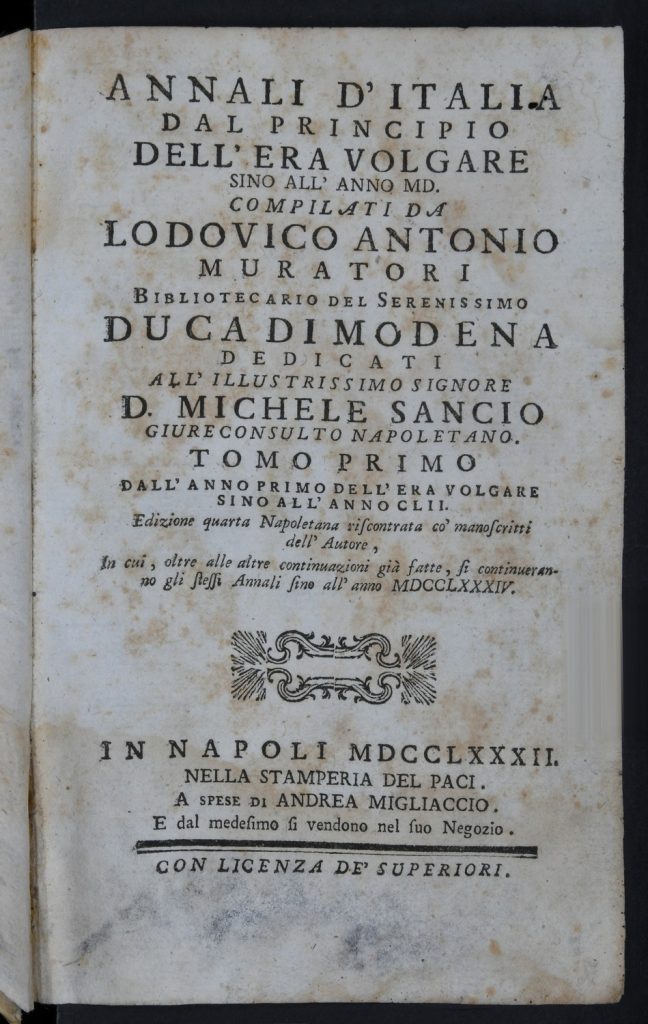 ANNALI D'ITALIA
DAL PRINCIPIO
DELL' ERA VOLGARE
SINO ALL' ANNO MD.
COMPILATI DA
LODOVICO ANTONIO
MURATORI
BIBLIOTECARIO DEL SERENISSIMO
DUCA DI MODENA
DEDICATI
ALL' ILLUSTRISSIMO SIGNORE
D. MICHELE SANCIO
GIURECONSULTO NAPOLETANO.
TOMO PRIMO
DALL' ANNO PRIMO DELL' ERA VOLGARE
SINO ALL' ANNO CLII.
Edizione quarta Napoletana riſcontrata co' manoſcritti
dell' Autore,
In cui, oltre alle altre continuazioni già fatte, ſi continueran-
no gli ſteſſi Annali ſino all' anno MDCCLXXXIV.
IN NAPOLI MDCCLXXXII.
NELLA STAMPERIA DEL PACI.
A SPESE DI ANDREA MIGLIACCIO.
E dal medeſimo ſi vendono nel ſuo Negozio.
CON LICENZA DE' SUPERIORI.